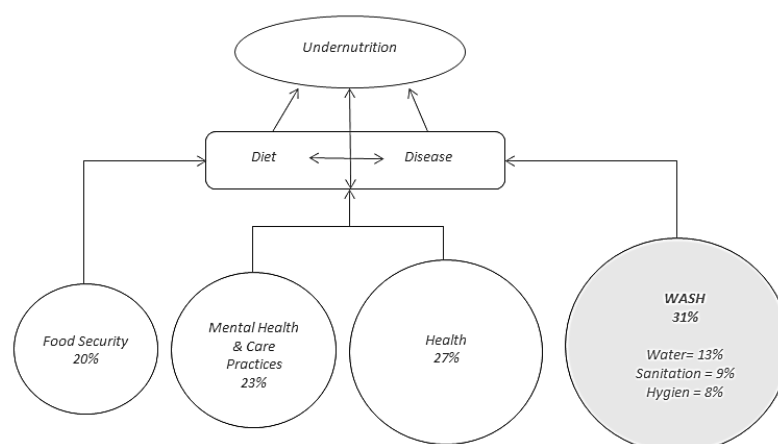 Undernutrition
Diet
Disease
Food Security
20%
Mental Health
& Care
Practices
23%
Health
27%
WASH
31%
Water= 13%
Sanitation = 9%
Hygien = 8%